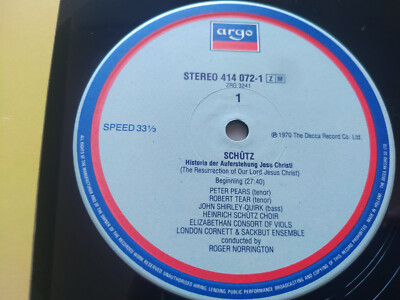 argo
STEREO 414 072-1 Z W
ZRG 3241
1
SPEED 33⅓
℗ 1970 The Decca Record Co. Ltd.
SCHÜTZ
Historia der Auferstehung Jesu Christi
(The Resurrection of Our Lord Jesus Christ)
Beginning (27:40)
PETER PEARS (tenor)
ROBERT TEAR (tenor)
JOHN SHIRLEY-QUIRK (bass)
HEINRICH SCHÜTZ CHOIR
ELIZABETHAN CONSORT OF VIOLS
LONDON CORNETT & SACKBUT ENSEMBLE
conducted by
ROGER NORRINGTON